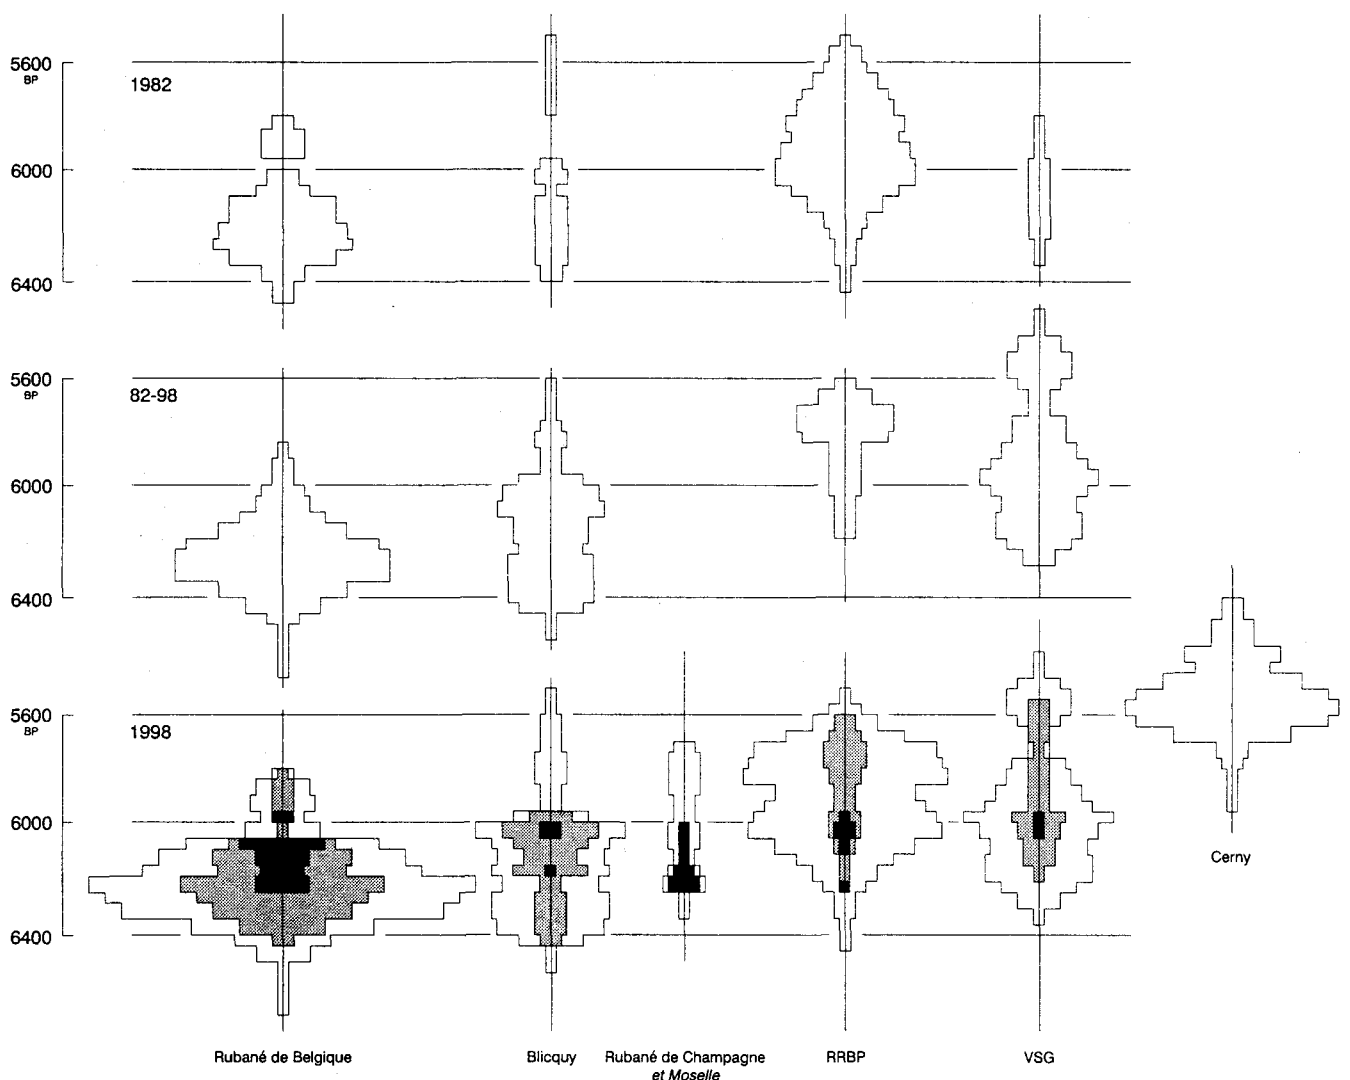 5600
BP
1982
6000
6400
5600
BP
82-98
6000
6400
5600
BP
1998
6000
6400
Cerny
Rubané de Belgique
Blicquy
Rubané de Champagne
et Moselle
RRBP
VSG